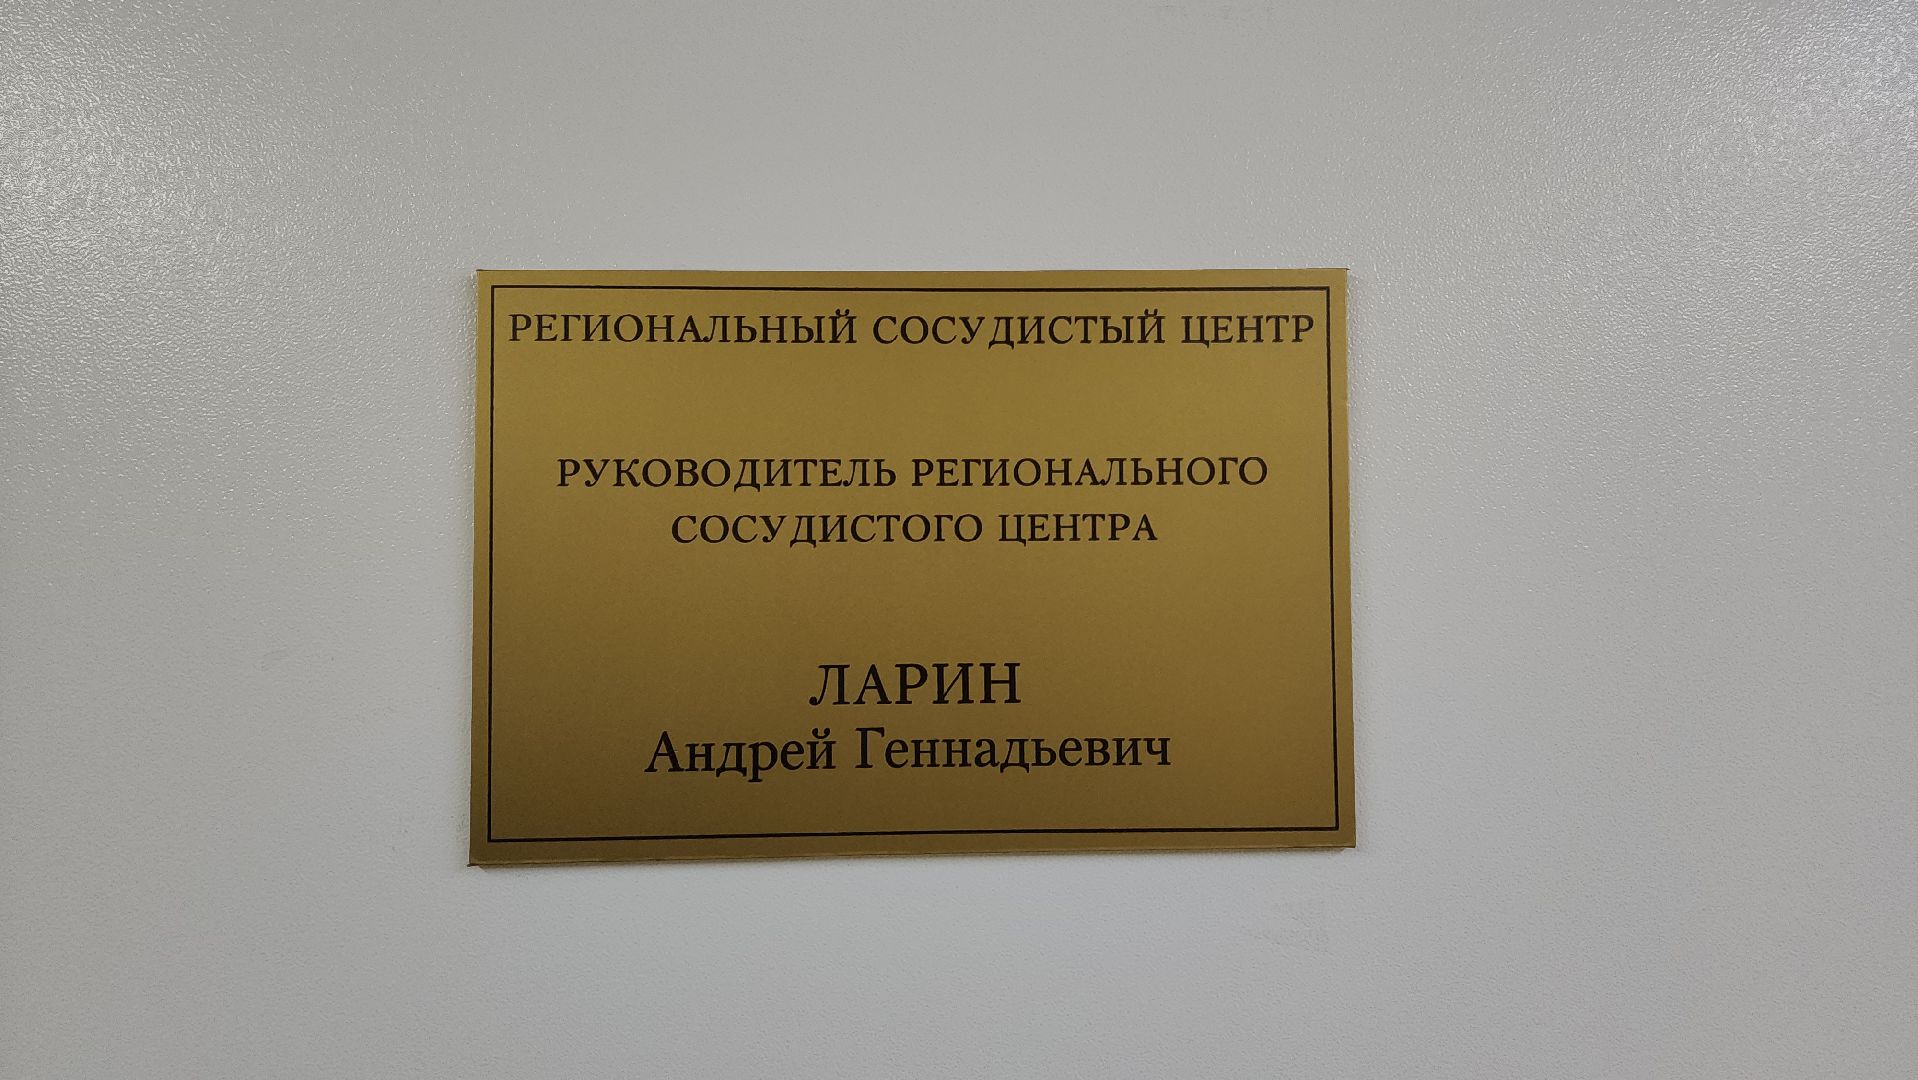 РЕГИОНАЛЬНЫЙ СОСУДИСТЫЙ ЦЕНТР
РУКОВОДИТЕЛЬ РЕГИОНАЛЬНОГО
СОСУДИСТОГО ЦЕНТРА
ЛАРИН
Андрей Геннадьевич